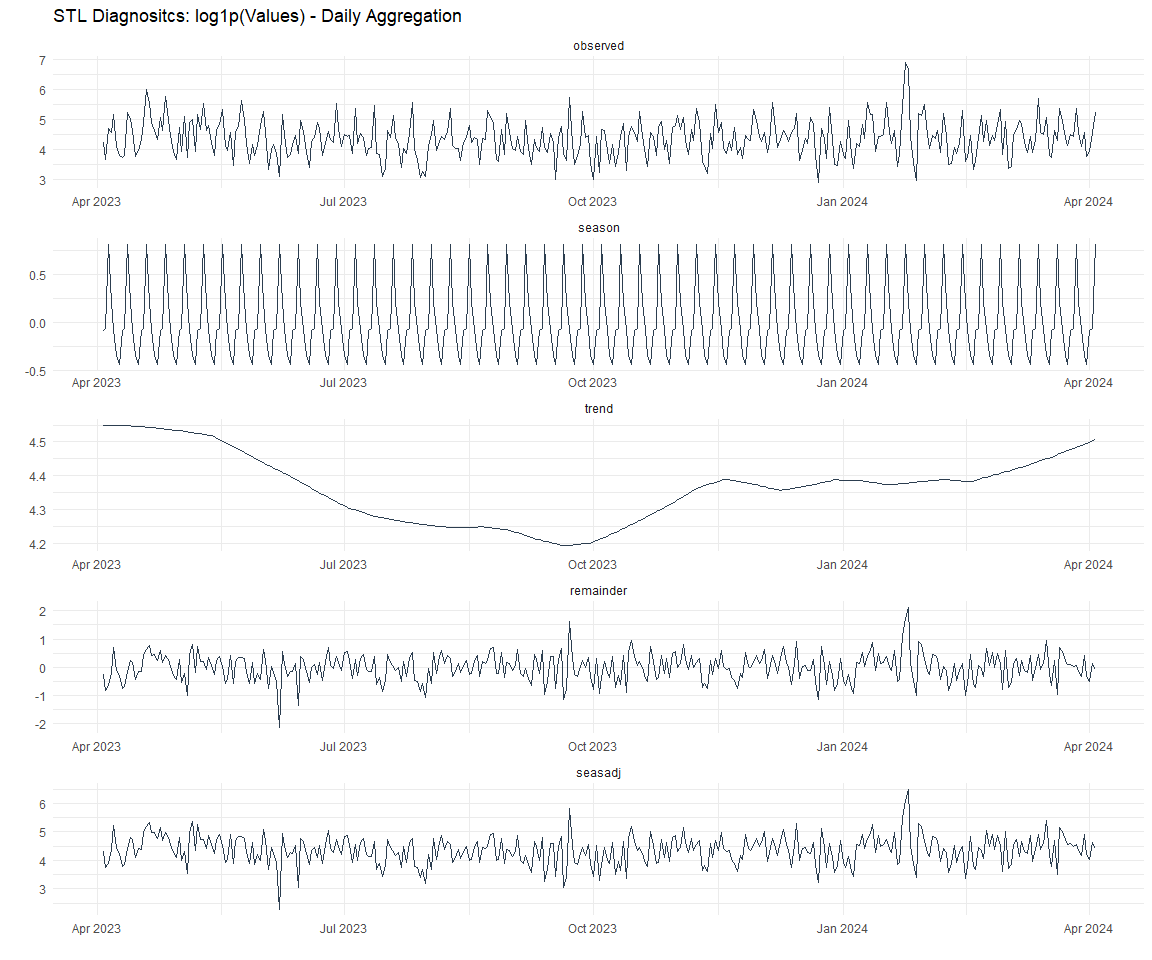 STL Diagnositcs: log1p(Values) - Daily Aggregation
observed
7
6
5
4
3
Apr 2023 Jul 2023 Oct 2023 Jan 2024 Apr 2024
season
0.5
0.0
-0.5
Apr 2023 Jul 2023 Oct 2023 Jan 2024 Apr 2024
trend
4.5
4.4
4.3
4.2
Apr 2023 Jul 2023 Oct 2023 Jan 2024 Apr 2024
remainder
2
1
0
-1
-2
Apr 2023 Jul 2023 Oct 2023 Jan 2024 Apr 2024
seasadj
6
5
4
3
Apr 2023 Jul 2023 Oct 2023 Jan 2024 Apr 2024